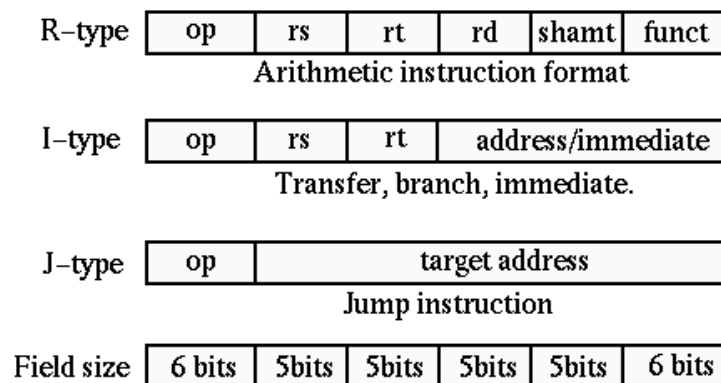 R-type op rs rt rd shamt funct
Arithmetic instruction format
I-type op rs rt address/immediate
Transfer, branch, immediate.
J-type op target address
Jump instruction
Field size 6 bits 5bits 5bits 5bits 5bits 6 bits